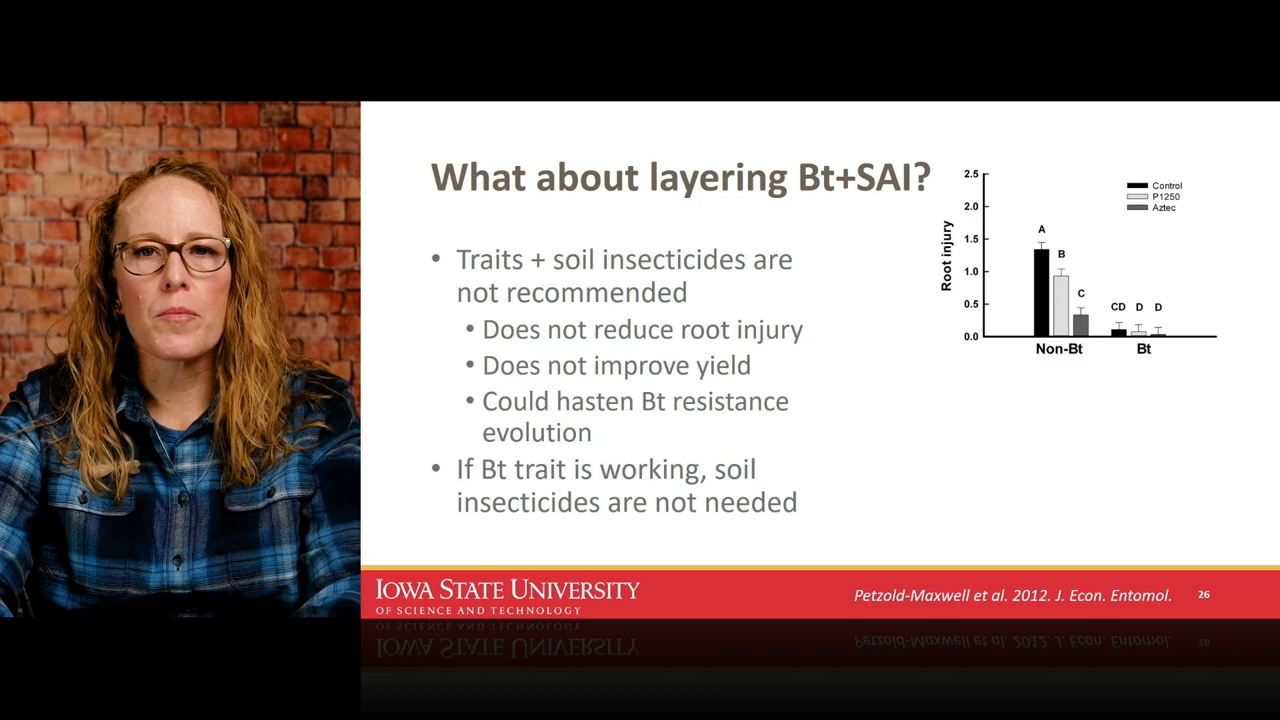 What about layering Bt+SAI?
• Traits + soil insecticides are
not recommended
• Does not reduce root injury
• Does not improve yield
• Could hasten Bt resistance
evolution
• If Bt trait is working, soil
insecticides are not needed
Root injury
2.5
2.0
1.5
1.0
0.5
0.0
Control
P1250
Aztec
A
B
C
CD D D
Non-Bt Bt
IOWA STATE UNIVERSITY
OF SCIENCE AND TECHNOLOGY
Petzold-Maxwell et al. 2012. J. Econ. Entomol. 26